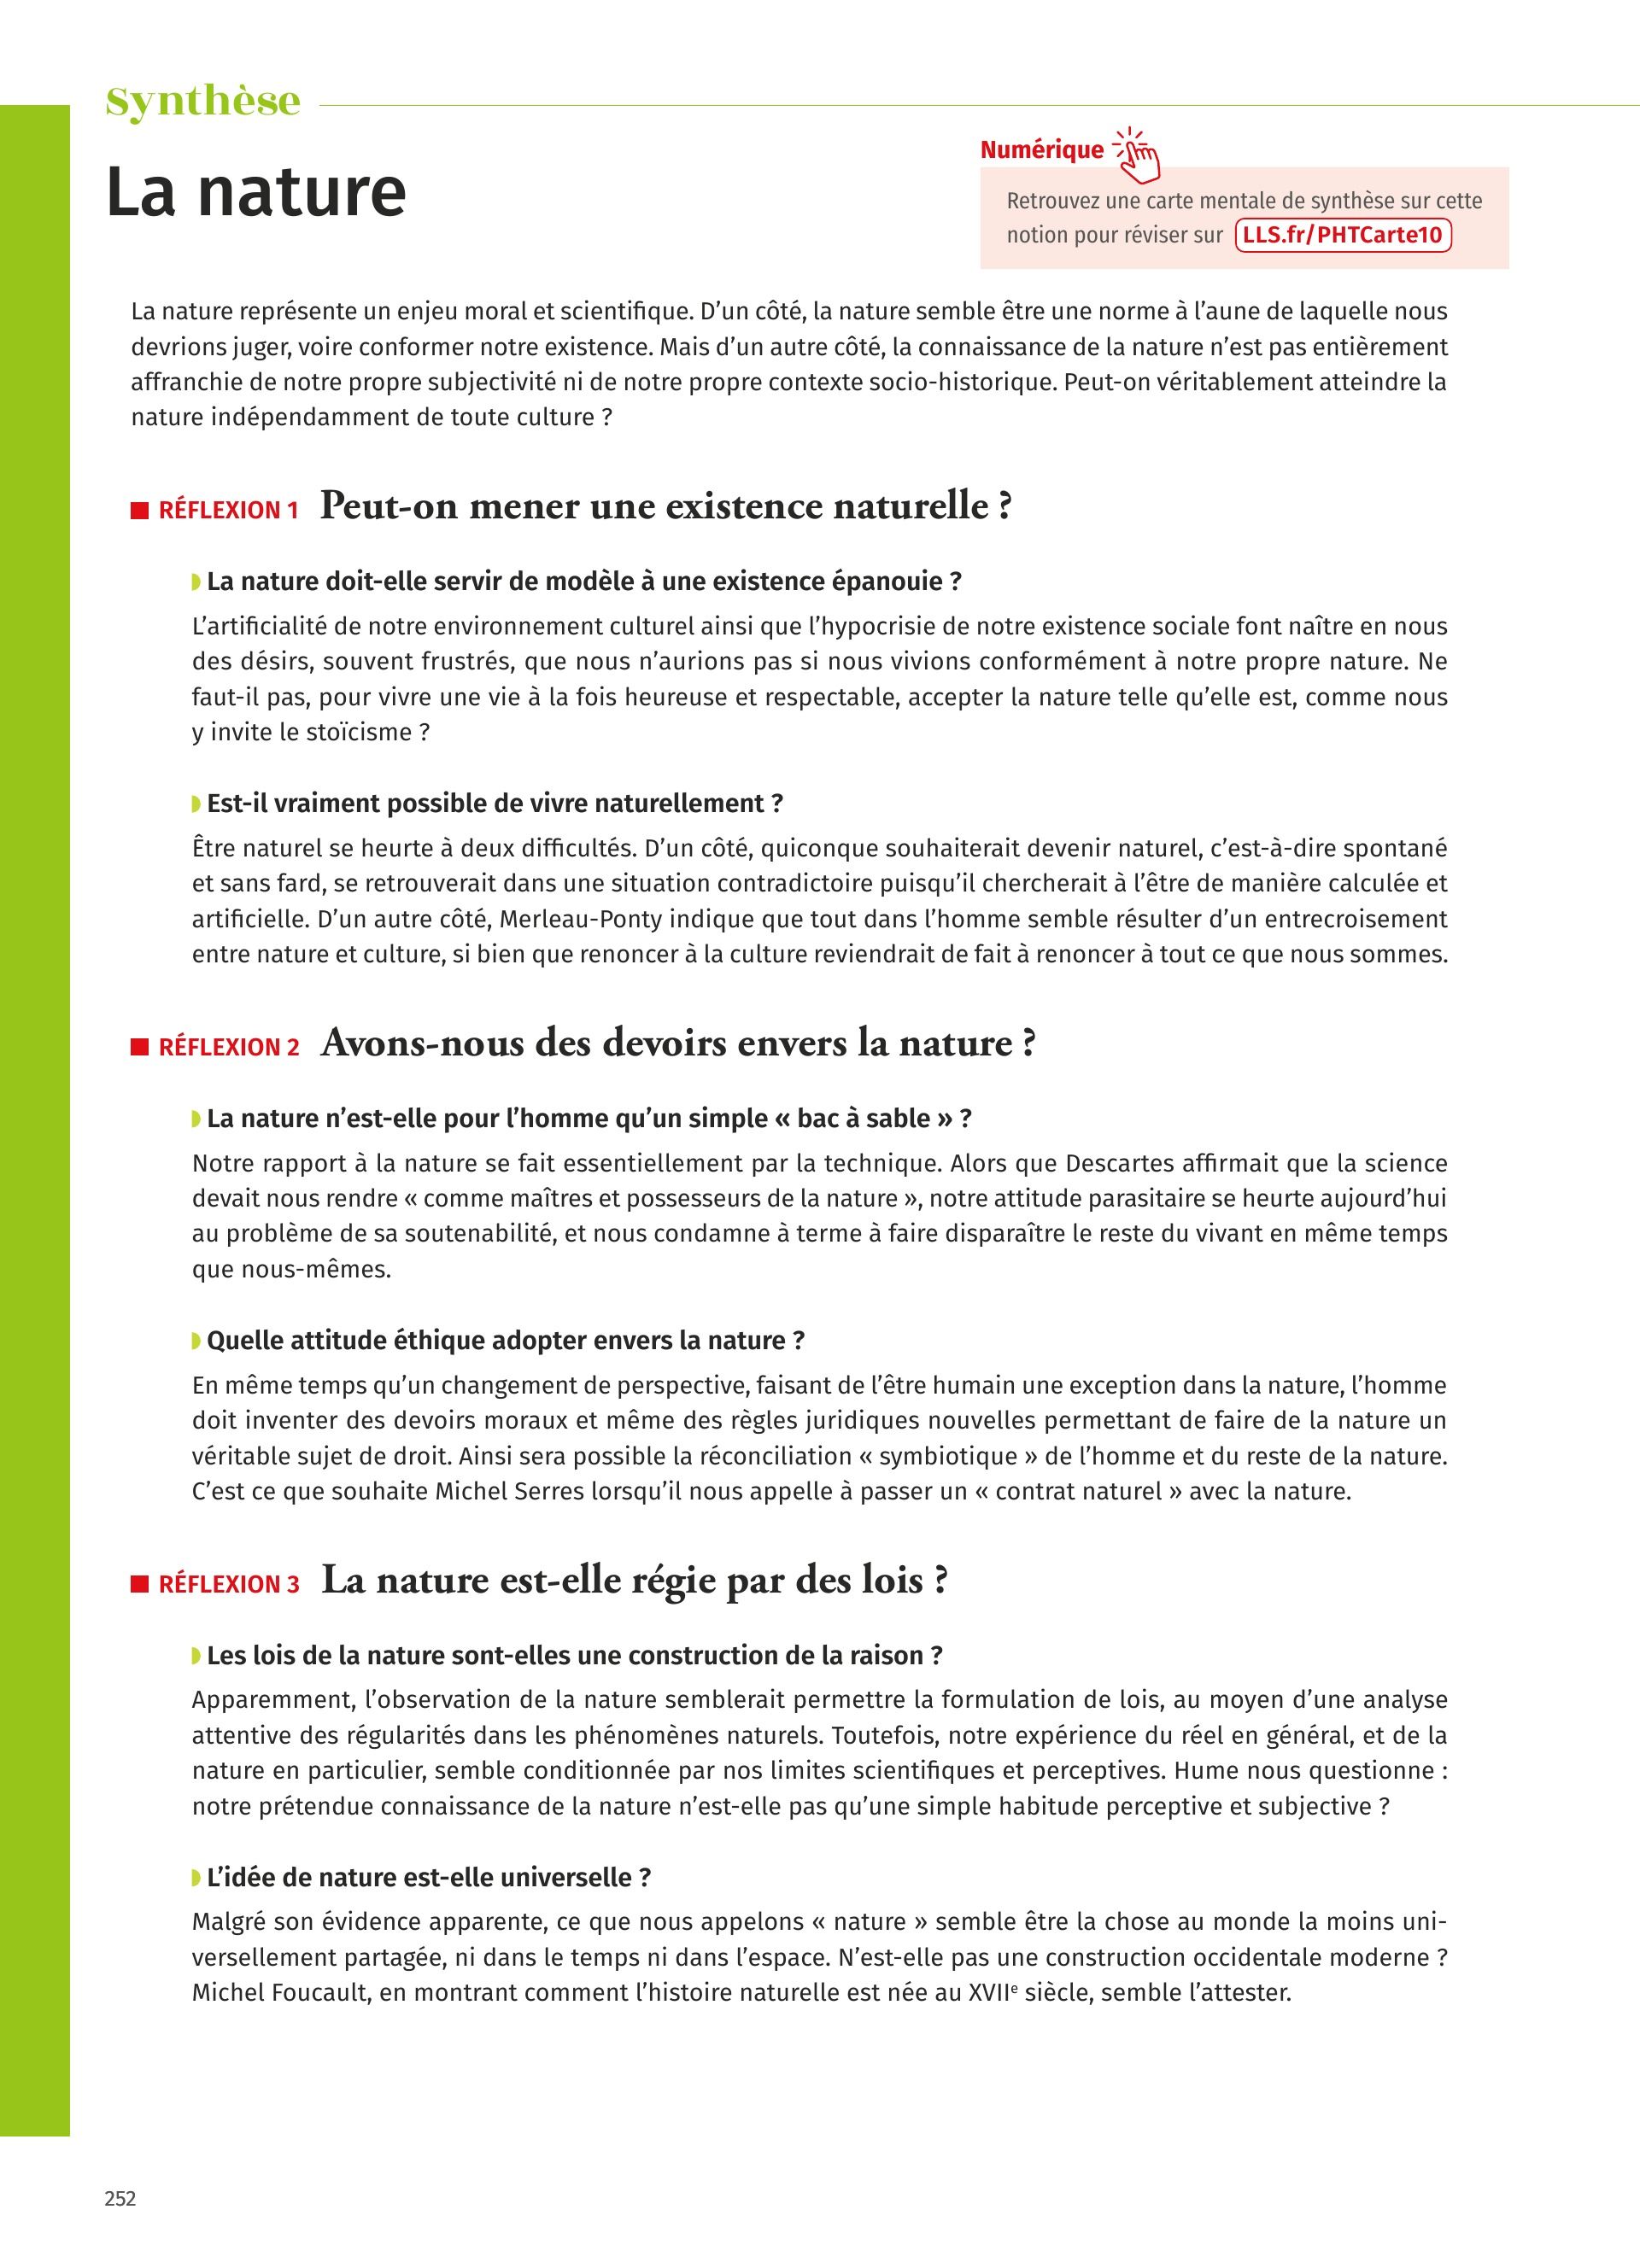 Synthèse
La nature
Numérique
Retrouvez une carte mentale de synthèse sur cette
notion pour réviser sur LLS.fr/PHTCarte10
La nature représente un enjeu moral et scientifique. D’un côté, la nature semble être une norme à l’aune de laquelle nous
devrions juger, voire conformer notre existence. Mais d’un autre côté, la connaissance de la nature n’est pas entièrement
affranchie de notre propre subjectivité ni de notre propre contexte socio-historique. Peut-on véritablement atteindre la
nature indépendamment de toute culture ?
RÉFLEXION 1 Peut-on mener une existence naturelle ?
La nature doit-elle servir de modèle à une existence épanouie ?
L’artificialité de notre environnement culturel ainsi que l’hypocrisie de notre existence sociale font naître en nous
des désirs, souvent frustrés, que nous n’aurions pas si nous vivions conformément à notre propre nature. Ne
faut-il pas, pour vivre une vie à la fois heureuse et respectable, accepter la nature telle qu’elle est, comme nous
y invite le stoïcisme ?
Est-il vraiment possible de vivre naturellement ?
Être naturel se heurte à deux difficultés. D’un côté, quiconque souhaiterait devenir naturel, c’est-à-dire spontané
et sans fard, se retrouverait dans une situation contradictoire puisqu’il chercherait à l’être de manière calculée et
artificielle. D’un autre côté, Merleau-Ponty indique que tout dans l’homme semble résulter d’un entrecroisement
entre nature et culture, si bien que renoncer à la culture reviendrait de fait à renoncer à tout ce que nous sommes.
RÉFLEXION 2 Avons-nous des devoirs envers la nature ?
La nature n’est-elle pour l’homme qu’un simple « bac à sable » ?
Notre rapport à la nature se fait essentiellement par la technique. Alors que Descartes affirmait que la science
devait nous rendre « comme maîtres et possesseurs de la nature », notre attitude parasitaire se heurte aujourd’hui
au problème de sa soutenabilité, et nous condamne à terme à faire disparaître le reste du vivant en même temps
que nous-mêmes.
Quelle attitude éthique adopter envers la nature ?
En même temps qu’un changement de perspective, faisant de l’être humain une exception dans la nature, l’homme
doit inventer des devoirs moraux et même des règles juridiques nouvelles permettant de faire de la nature un
véritable sujet de droit. Ainsi sera possible la réconciliation « symbiotique » de l’homme et du reste de la nature.
C’est ce que souhaite Michel Serres lorsqu’il nous appelle à passer un « contrat naturel » avec la nature.
RÉFLEXION 3 La nature est-elle régie par des lois ?
Les lois de la nature sont-elles une construction de la raison ?
Apparemment, l’observation de la nature semblerait permettre la formulation de lois, au moyen d’une analyse
attentive des régularités dans les phénomènes naturels. Toutefois, notre expérience du réel en général, et de la
nature en particulier, semble conditionnée par nos limites scientifiques et perceptives. Hume nous questionne :
notre prétendue connaissance de la nature n’est-elle pas qu’une simple habitude perceptive et subjective ?
L’idée de nature est-elle universelle ?
Malgré son évidence apparente, ce que nous appelons « nature » semble être la chose au monde la moins uni-
versellement partagée, ni dans le temps ni dans l’espace. N’est-elle pas une construction occidentale moderne ?
Michel Foucault, en montrant comment l’histoire naturelle est née au XVIIᵉ siècle, semble l’attester.
252